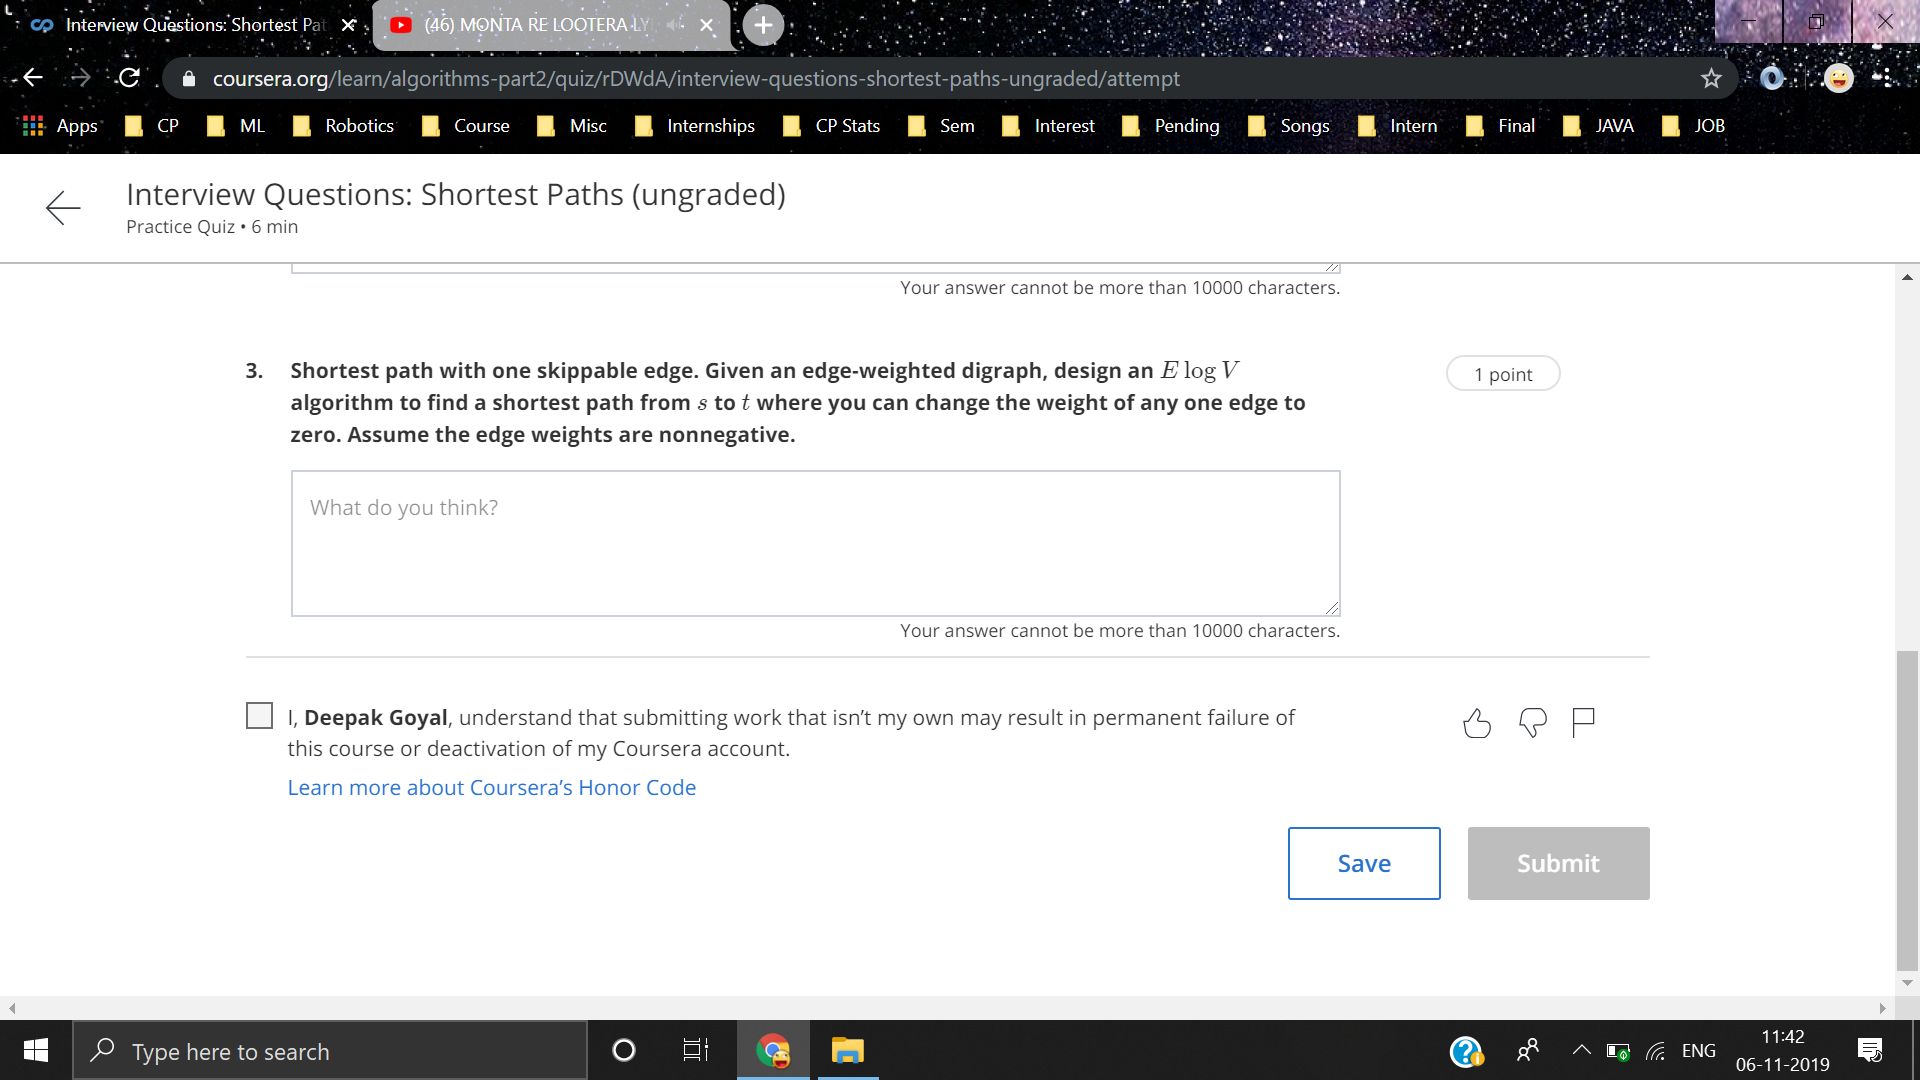 Interview Questions: Shortest Pat
(46) MONTA RE LOOTERA LY
coursera.org/learn/algorithms-part2/quiz/rDWdA/interview-questions-shortest-paths-ungraded/attempt
Apps CP ML Robotics Course Misc Internships CP Stats Sem Interest Pending Songs Intern Final JAVA JOB
Interview Questions: Shortest Paths (ungraded)
Practice Quiz • 6 min
Your answer cannot be more than 10000 characters.
3. Shortest path with one skippable edge. Given an edge-weighted digraph, design an E log V
1 point
algorithm to find a shortest path from s to t where you can change the weight of any one edge to
zero. Assume the edge weights are nonnegative.
What do you think?
Your answer cannot be more than 10000 characters.
I, Deepak Goyal, understand that submitting work that isn’t my own may result in permanent failure of
this course or deactivation of my Coursera account.
Learn more about Coursera’s Honor Code
Save
Submit
Type here to search
ENG
11:42
06-11-2019